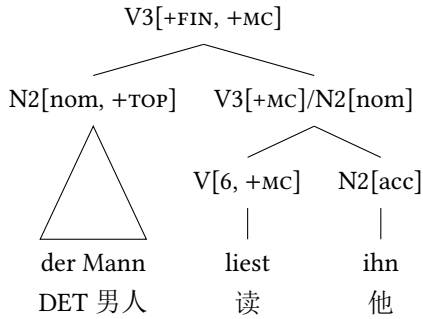 V3[+FIN, +MC]
N2[nom, +TOP] V3[+MC]/N2[nom]
V[6, +MC] N2[acc]
der Mann liest ihn
DET 男人 读 他